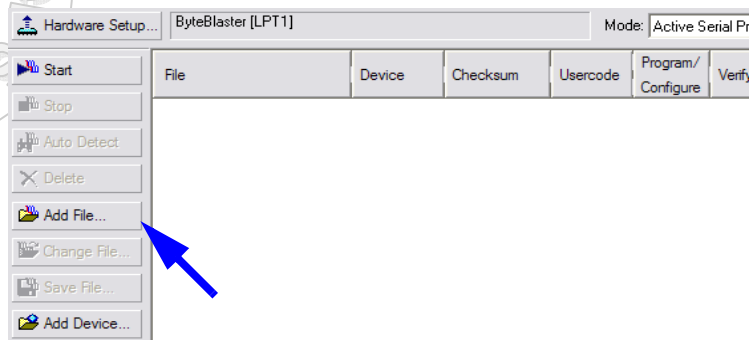 Hardware Setup...
ByteBlaster [LPT1]
Mode: Active Serial Pr
Start
Stop
Auto Detect
Delete
Add File...
Change File...
Save File...
Add Device...
File Device Checksum Usercode Program/ Verify
Configure